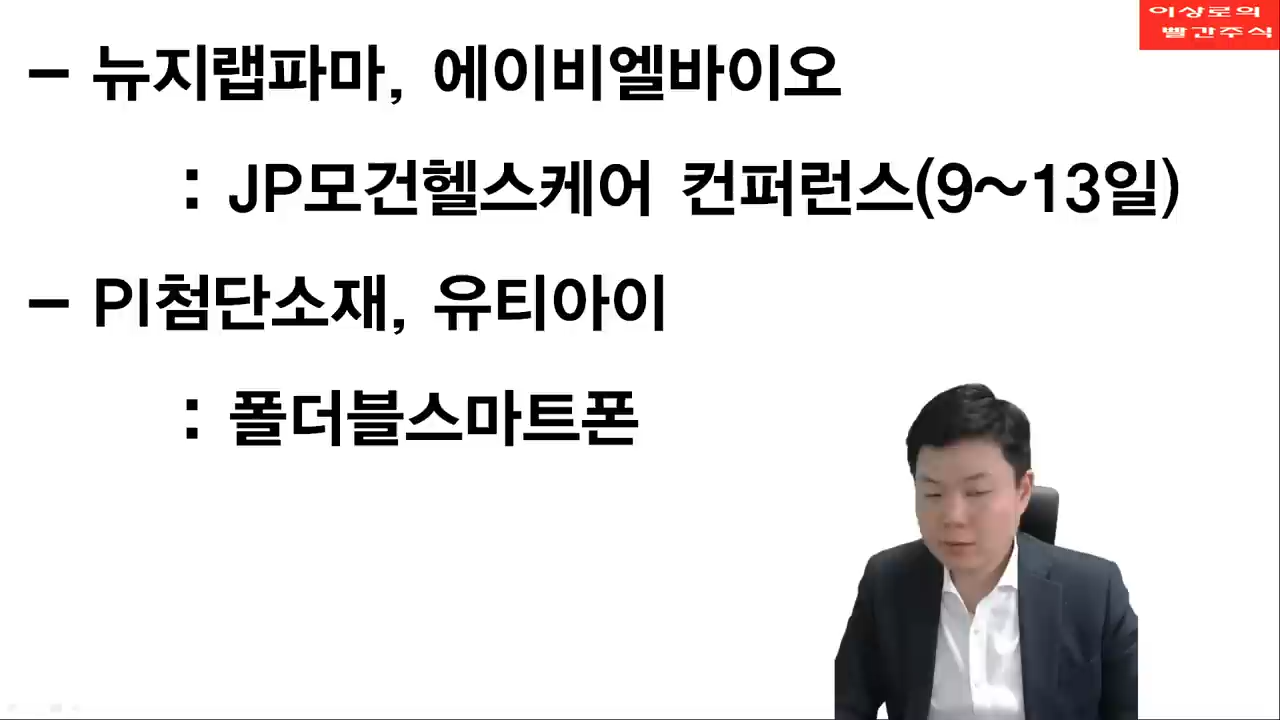 이상로의
빨간주식
- 뉴지랩파마, 에이비엘바이오
: JP모건헬스케어 컨퍼런스(9~13일)
- PI첨단소재, 유티아이
: 폴더블스마트폰